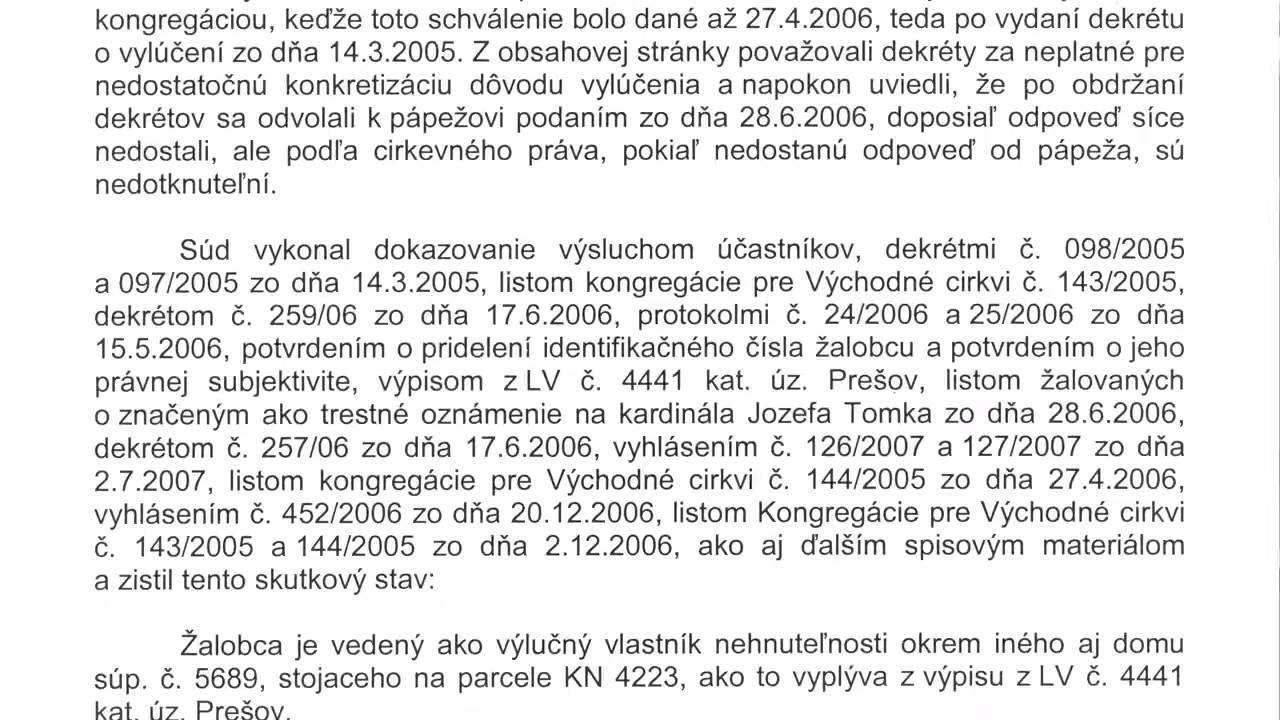 kongregáciou, keďže toto schválenie bolo dané až 27.4.2006, teda po vydaní dekrétu
o vylúčení zo dňa 14.3.2005. Z obsahovej stránky považovali dekréty za neplatné pre
nedostatočnú konkretizáciu dôvodu vylúčenia a napokon uviedli, že po obdržaní
dekrétov sa odvolali k pápežovi podaním zo dňa 28.6.2006, doposiaľ odpoveď síce
nedostali, ale podľa cirkevného práva, pokiaľ nedostanú odpoveď od pápeža, sú
nedotknuteľní.
Súd vykonal dokazovanie výsluchom účastníkov, dekrétmi č. 098/2005
a 097/2005 zo dňa 14.3.2005, listom kongregácie pre Východné cirkvi č. 143/2005,
dekrétom č. 259/06 zo dňa 17.6.2006, protokolmi č. 24/2006 a 25/2006 zo dňa
15.5.2006, potvrdením o pridelení identifikačného čísla žalobcu a potvrdením o jeho
právnej subjektivite, výpisom z LV č. 4441 kat. úz. Prešov, listom žalovaných
o značeným ako trestné oznámenie na kardinála Jozefa Tomka zo dňa 28.6.2006,
dekrétom č. 257/06 zo dňa 17.6.2006, vyhlásením č. 126/2007 a 127/2007 zo dňa
2.7.2007, listom kongregácie pre Východné cirkvi č. 144/2005 zo dňa 27.4.2006,
vyhlásením č. 452/2006 zo dňa 20.12.2006, listom Kongregácie pre Východné cirkvi
č. 143/2005 a 144/2005 zo dňa 2.12.2006, ako aj ďalším spisovým materiálom
a zistil tento skutkový stav:
Žalobca je vedený ako výlučný vlastník nehnuteľnosti okrem iného aj domu
súp. č. 5689, stojaceho na parcele KN 4223, ako to vyplýva z výpisu z LV č. 4441
kat. úz. Prešov.